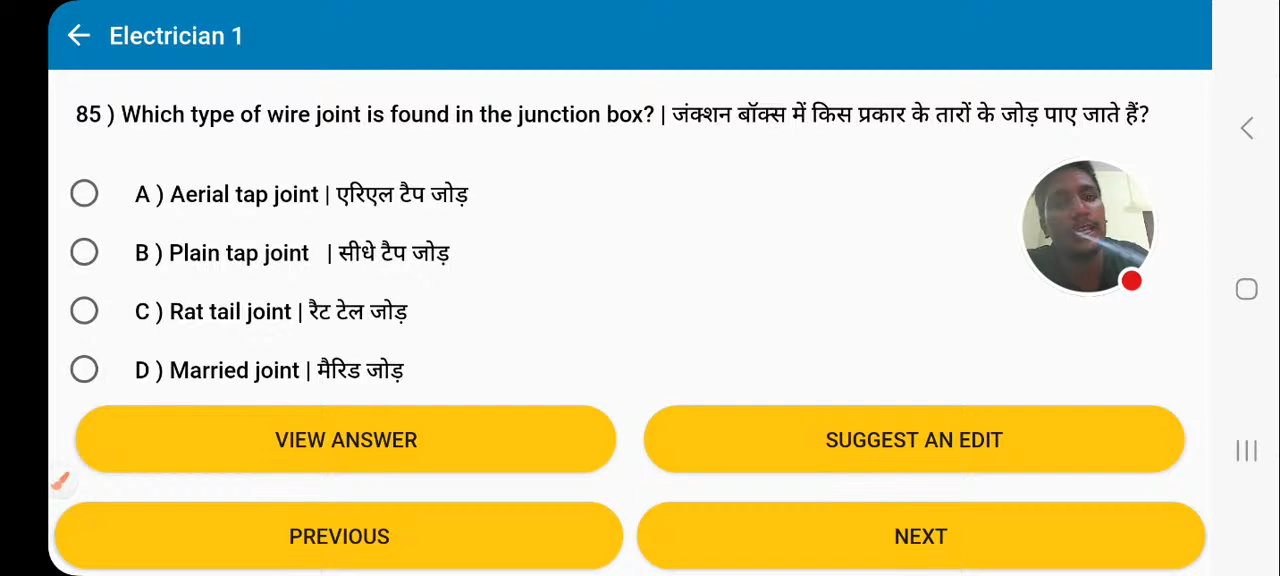 Electrician 1
85 ) Which type of wire joint is found in the junction box? | जंक्शन बॉक्स में किस प्रकार के तारों के जोड़ पाए जाते हैं?
A ) Aerial tap joint | एरिएल टैप जोड़
B ) Plain tap joint | सीधे टैप जोड़
C ) Rat tail joint | रैट टेल जोड़
D ) Married joint | मैरिड जोड़
VIEW ANSWER SUGGEST AN EDIT
PREVIOUS NEXT